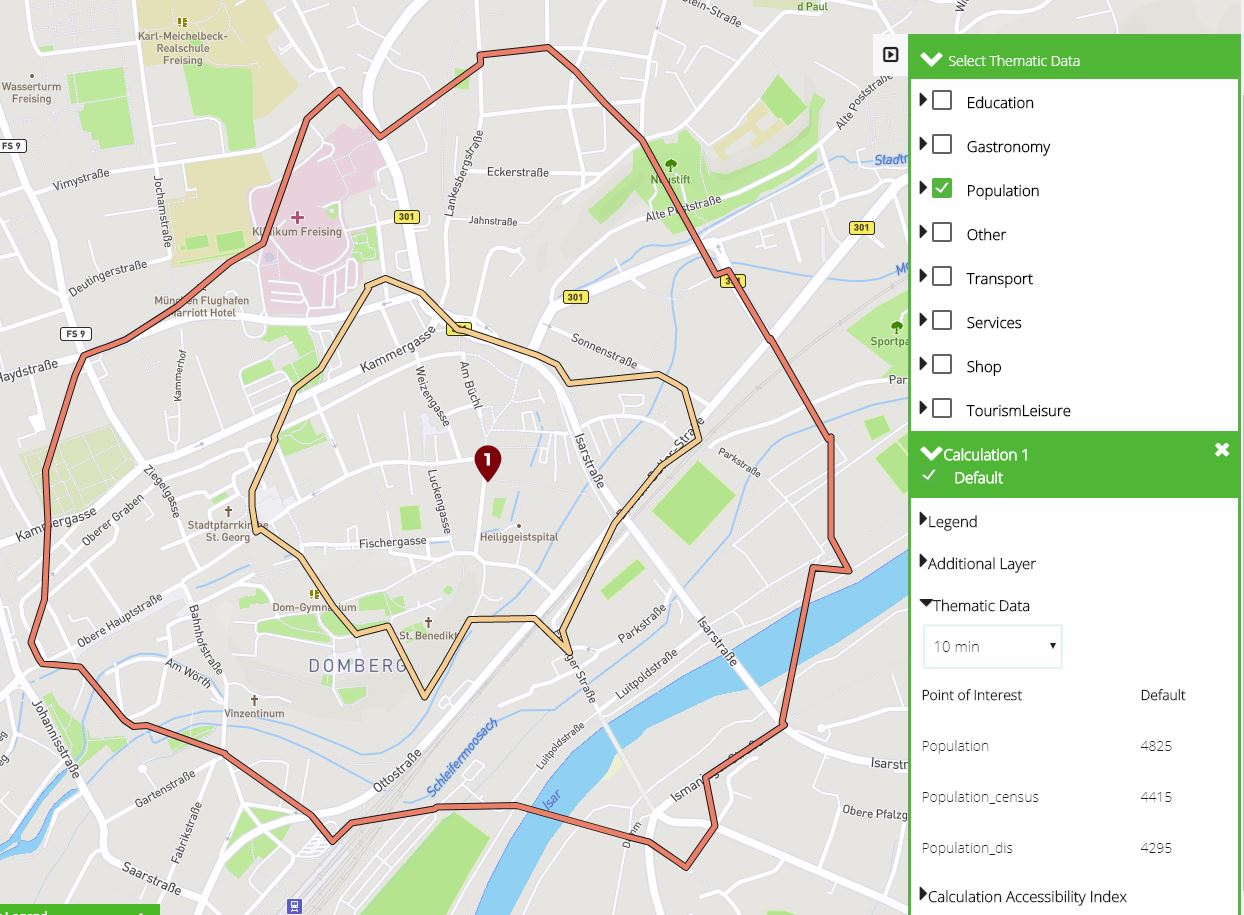 d Paul
Karl-Meichelbeck-
Realschule
Freising
Wasserturm
Freising
FS 9
Vimystraße
Jochamstraße
Lankesbergstraße
Eckerstraße
Jahnstraße
301
Klinikum Freising
Alte Poststraße
Alte Poststraße
Neustift
301
Deutingerstraße
München Flughafen
Marriott Hotel
FS 9
301
301
Haydstraße
Kammerhof
Kammergasse
Sonnenstraße
Am Büchl
Weizengasse
Isarstraße
Parkstraße
1
Ziegelgasse
Luckengasse
Kammergasse
Oberer Graben
Stadtpfarrkirche
St. Georg
Heiliggeistspital
Fischergasse
Dom-Gymnasium
St. Benedikt
DOMBERG
Obere Hauptstraße
Bahnhofstraße
Am Wörth
Vinzentinum
Parkstraße
Luitpoldstraße
Isarstraße
Luitpoldstraße
Johannisstraße
Ottostraße
Schleifermoosach
Isar
Gartenstraße
Fabrikstraße
Saarstraße
Obere Pfalzg
Select Thematic Data
Education
Gastronomy
Population
Other
Transport
Services
Shop
TourismLeisure
Calculation 1
Default
Legend
Additional Layer
Thematic Data
10 min
Point of Interest Default
Population 4825
Population_census 4415
Population_dis 4295
Calculation Accessibility Index